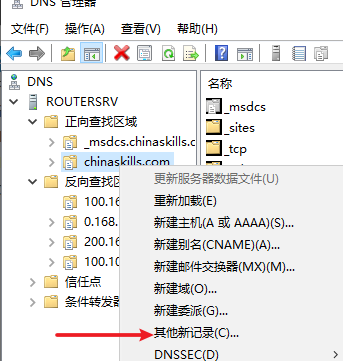 DNS 管理器
文件(F) 操作(A) 查看(V) 帮助(H)
DNS
ROUTERSRV
正向查找区域
_msdcs.chinaskills.c
chinaskills.com
反向查找区
100.16
0.168.
200.16
100.10
信任点
条件转发器
名称
_msdcs
_sites
_tcp
更新服务器数据文件(U)
重新加载(E)
新建主机(A 或 AAAA)(S)...
新建别名(CNAME)(A)...
新建邮件交换器(MX)(M)...
新建域(O)...
新建委派(G)...
其他新记录(C)...
DNSSEC(D)